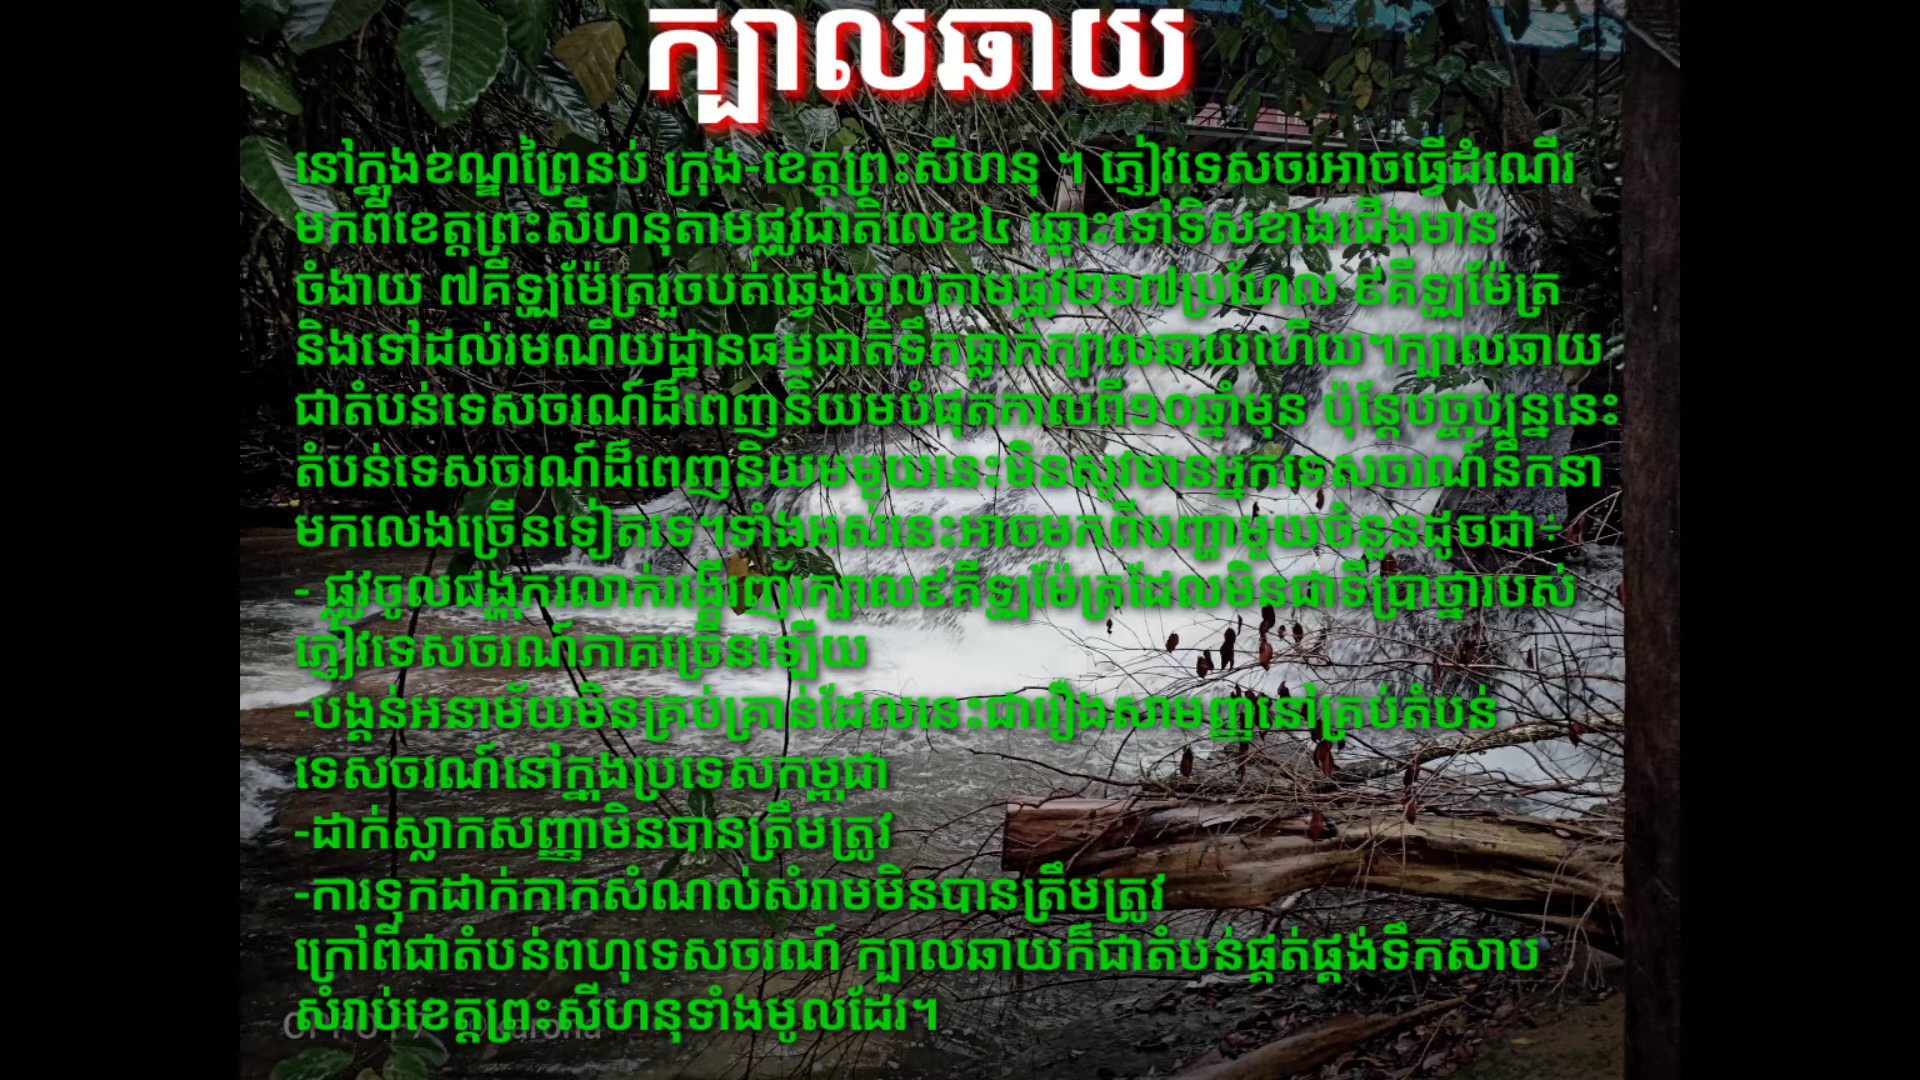 ក្បាលឆាយ
នៅក្នុងខណ្ឌព្រៃនប់ ក្រុង-ខេត្តព្រះសីហនុ ។ ភ្ញៀវទេសចរអាចធ្វើដំណើរ
មកពីខេត្តព្រះសីហនុតាមផ្លូវជាតិលេខ៤ ឆ្ពោះទៅទិសខាងជើងមាន
ចំងាយ ៧គីឡូម៉ែត្ររួចបត់ឆ្វេងចូលតាមផ្លូវ២១៧ប្រហែល ៩គីឡូម៉ែត្រ
និងទៅដល់រមណីយដ្ឋានធម្មជាតិទឹកធ្លាក់ក្បាលឆាយហើយ។ក្បាលឆាយ
ជាតំបន់ទេសចរណ៍ដ៏ពេញនិយមបំផុតកាលពី១០ឆ្នាំមុន ប៉ុន្តែបច្ចុប្បន្ននេះ
តំបន់ទេសចរណ៍ដ៏ពេញនិយមមួយនេះមិនសូវមានអ្នកទេសចរណ៍នឹកនា
មកលេងច្រើនទៀតទេ។ទាំងអស់នេះអាចមកពីបញ្ហាមួយចំនួនដូចជា÷
- ផ្លូវចូលជង្ហុករលាក់រង្គើរញ័រក្បាល៩គីឡូម៉ែត្រដែលមិនជាទីប្រាថ្នារបស់
ភ្ញៀវទេសចរណ៍ភាគច្រើនឡើយ
-បង្គន់អនាម័យមិនគ្រប់គ្រាន់ដែលនេះជារឿងសាមញ្ញនៅគ្រប់តំបន់
ទេសចរណ៍នៅក្នុងប្រទេសកម្ពុជា
-ដាក់ស្លាកសញ្ញាមិនបានត្រឹមត្រូវ
-ការទុកដាក់កាកសំណល់សំរាមមិនបានត្រឹមត្រូវ
ក្រៅពីជាតំបន់ពហុទេសចរណ៍ ក្បាលឆាយក៏ជាតំបន់ផ្គត់ផ្គង់ទឹកសាប
សំរាប់ខេត្តព្រះសីហនុទាំងមូលដែរ។